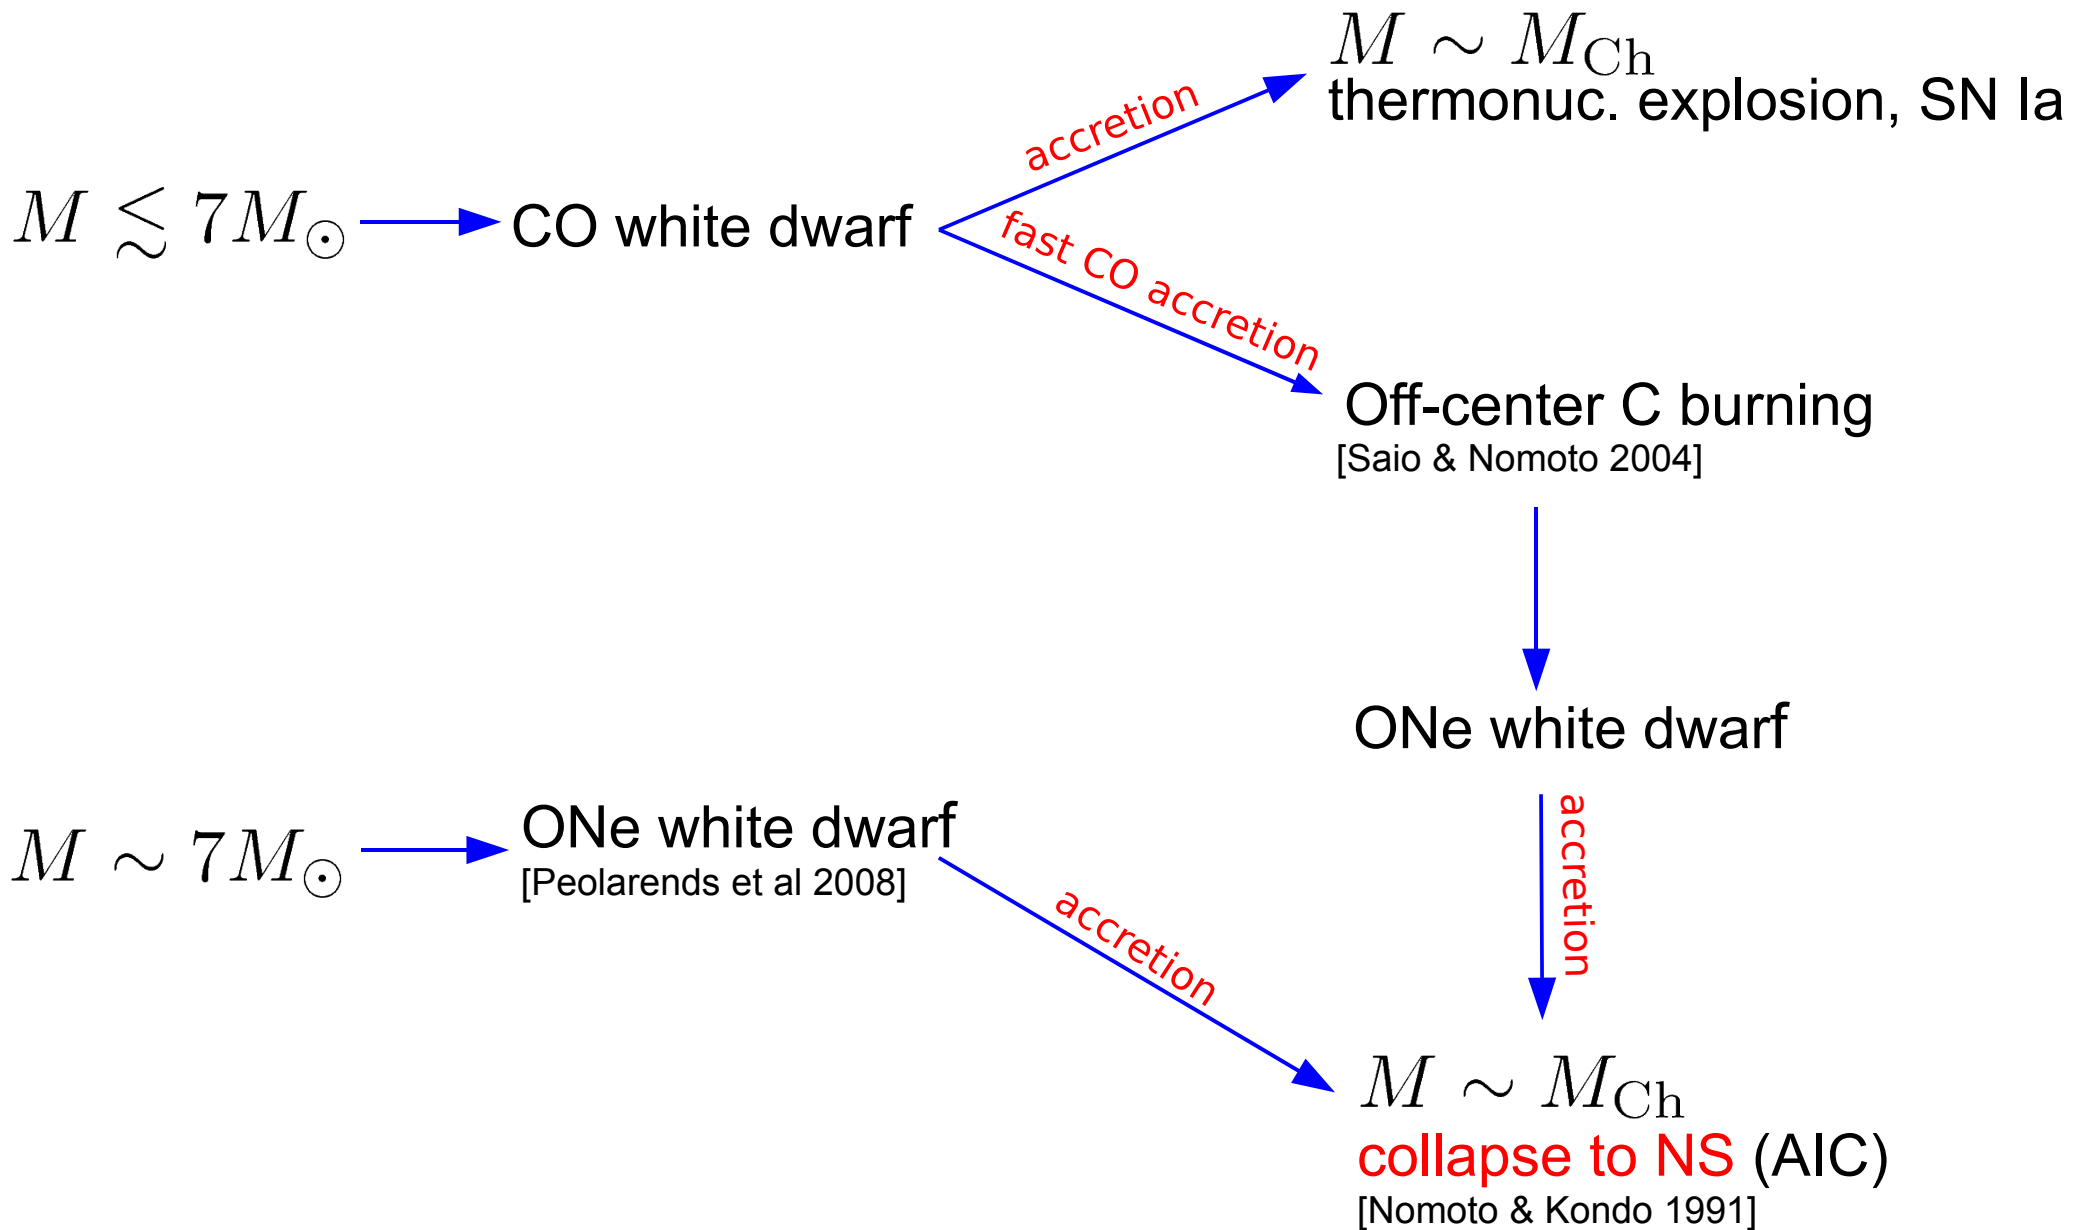 M ∼ M_Ch
thermonuc. explosion, SN Ia
accretion
M ≲ 7M_⊙
CO white dwarf
fast CO accretion
Off-center C burning
[Saio & Nomoto 2004]
ONe white dwarf
accretion
M ∼ 7M_⊙
ONe white dwarf
[Peolarends et al 2008]
accretion
M ∼ M_Ch
collapse to NS (AIC)
[Nomoto & Kondo 1991]